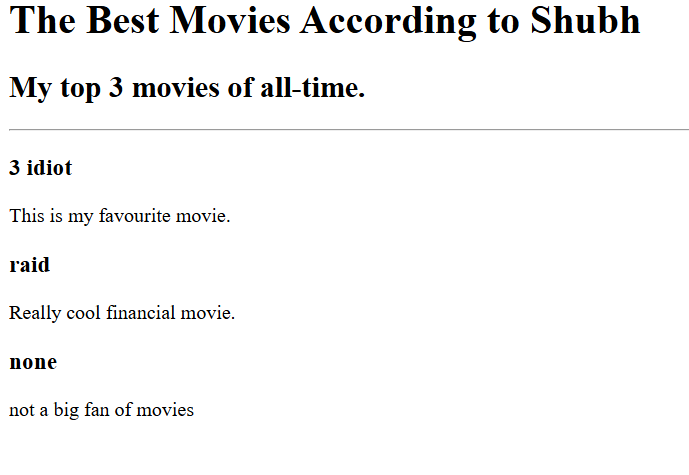 The Best Movies According to Shubh
My top 3 movies of all-time.
3 idiot
This is my favourite movie.
raid
Really cool financial movie.
none
not a big fan of movies